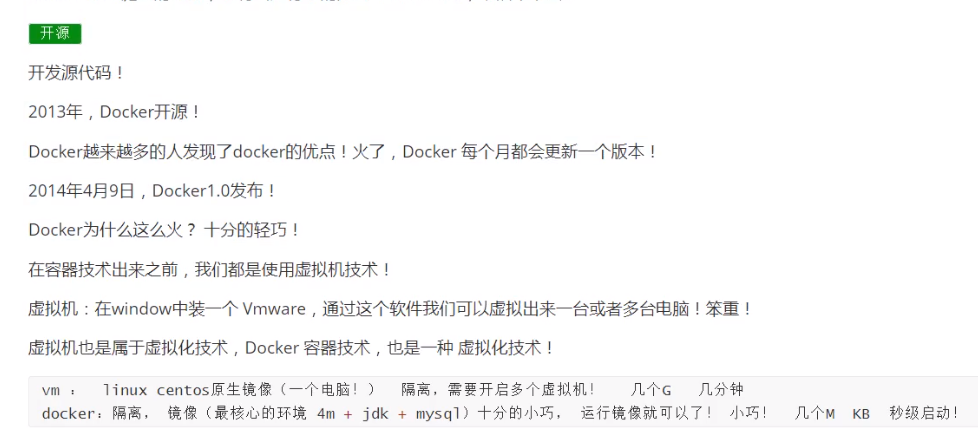 开源
开发源代码！
2013年，Docker开源！
Docker越来越多的人发现了docker的优点！火了，Docker 每个月都会更新一个版本！
2014年4月9日，Docker1.0发布！
Docker为什么这么火？ 十分的轻巧！
在容器技术出来之前，我们都是使用虚拟机技术！
虚拟机：在window中装一个 Vmware，通过这个软件我们可以虚拟出来一台或者多台电脑！笨重！
虚拟机也是属于虚拟化技术，Docker 容器技术，也是一种 虚拟化技术！
vm ： linux centos原生镜像（一个电脑！） 隔离，需要开启多个虚拟机！ 几个G 几分钟
docker：隔离， 镜像（最核心的环境 4m + jdk + mysql）十分的小巧， 运行镜像就可以了！ 小巧！ 几个M KB 秒级启动！